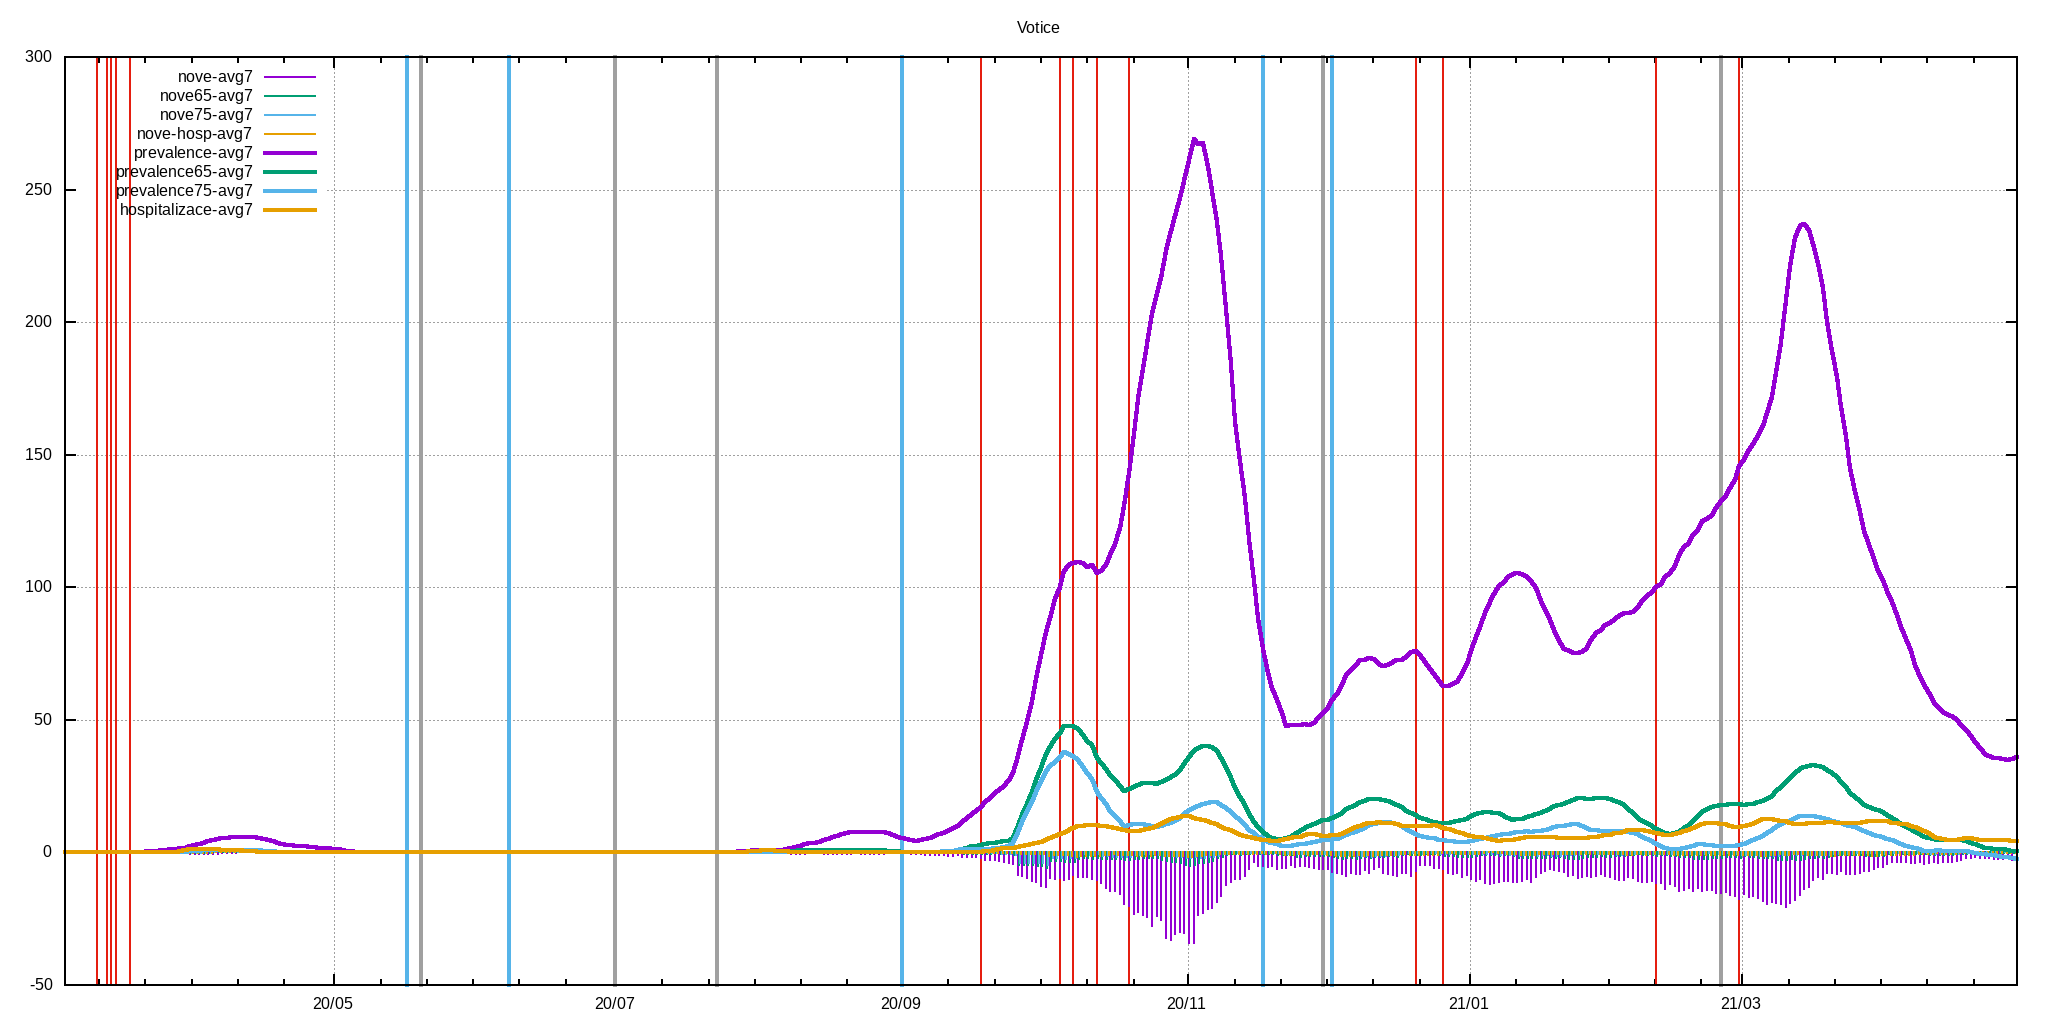 Votice
300
250
200
150
100
50
0
-50
nove-avg7
nove65-avg7
nove75-avg7
nove-hosp-avg7
prevalence-avg7
prevalence65-avg7
prevalence75-avg7
hospitalizace-avg7
20/05
20/07
20/09
20/11
21/01
21/03